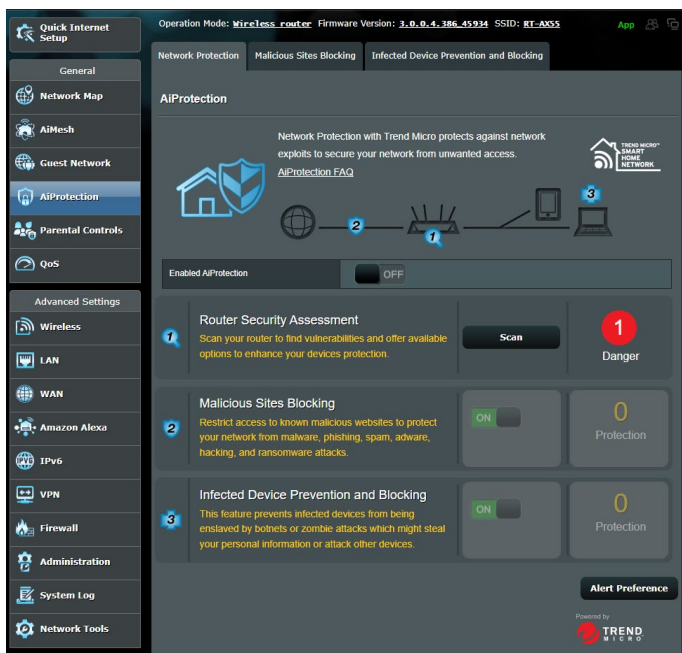 Quick Internet
Setup
Operation Mode: Wireless router Firmware Version: 3.0.0.4.386_45934 SSID: RT-AX55
App
Network Protection
Malicious Sites Blocking
Infected Device Prevention and Blocking
General
Network Map
AiMesh
Guest Network
AiProtection
Parental Controls
QoS
Advanced Settings
Wireless
LAN
WAN
Amazon Alexa
IPv6
VPN
Firewall
Administration
System Log
Network Tools
AiProtection
Network Protection with Trend Micro protects against network
exploits to secure your network from unwanted access.
AiProtection FAQ
TREND MICRO™
SMART
HOME
NETWORK
3
2
1
Enabled AiProtection
OFF
1
Router Security Assessment
Scan your router to find vulnerabilities
and offer available
options to enhance your devices protection.
Scan
1
Danger
2
Malicious Sites Blocking
Restrict access to known malicious websites to protect
your network from malware, phishing, spam, adware,
hacking, and ransomware attacks.
ON
0
Protection
3
Infected Device Prevention and Blocking
This feature prevents infected devices from being
enslaved by botnets or zombie attacks which might steal
your personal information or attack other devices.
ON
0
Protection
Alert Preference
Powered by
TREND
MICRO